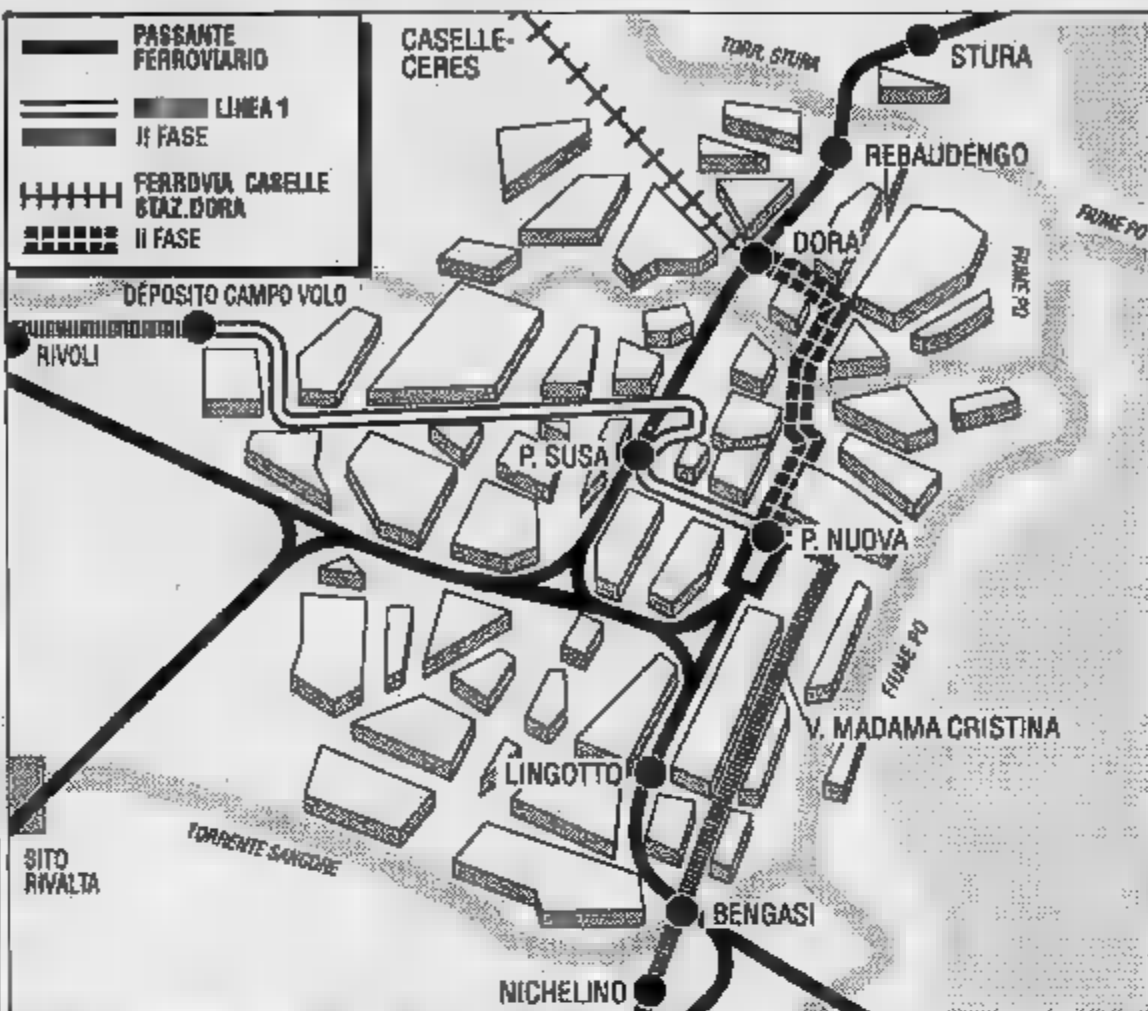 PASSANTE
FERROVIARIO
LINEA 1
II FASE
FERROVIA CASELLE
STAZ.DORA
II FASE
CASELLE-
CERES
TORR. STURA
STURA
REBAUDENGO
FIUME PO
DORA
FIUME PO
DEPOSITO CAMPO VOLO
RIVOLI
P. SUSA
P. NUOVA
FIUME PO
V. MADAMA CRISTINA
LINGOTTO
TORRENTE SANGONE
SITO
RIVALTA
BENGASI
NICHELINO